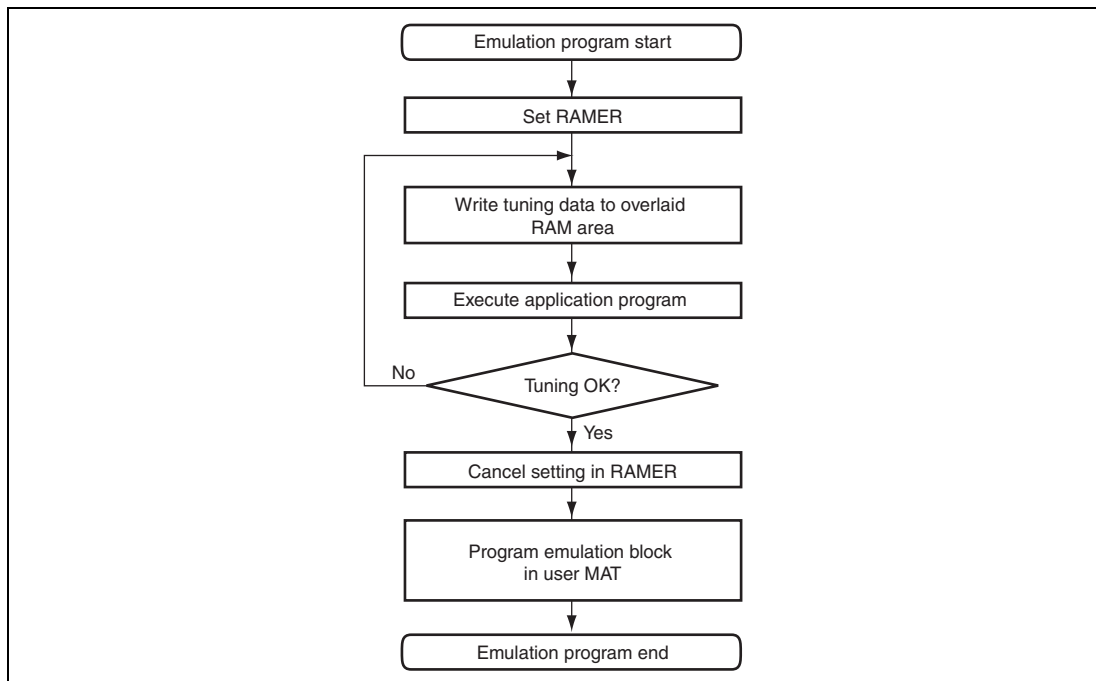 Emulation program start
Set RAMER
Write tuning data to overlaid
RAM area
Execute application program
Tuning OK?
No
Yes
Cancel setting in RAMER
Program emulation block
in user MAT
Emulation program end